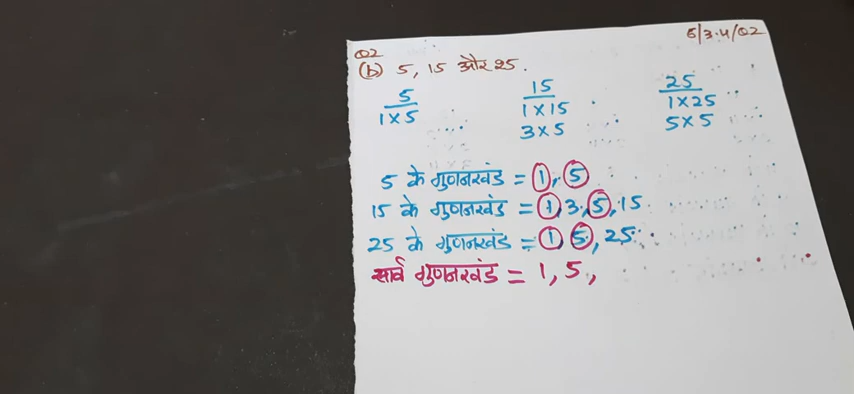 6/3.4/Q2
Q2
(b) 5, 15 और 25.
5 15 25
1×5 1×15 1×25
3×5 5×5
5 के गुणनखंड = 1, 5
15 के गुणनखंड = 1, 3, 5, 15
25 के गुणनखंड = 1 5, 25
सार्व गुणनखंड = 1, 5,